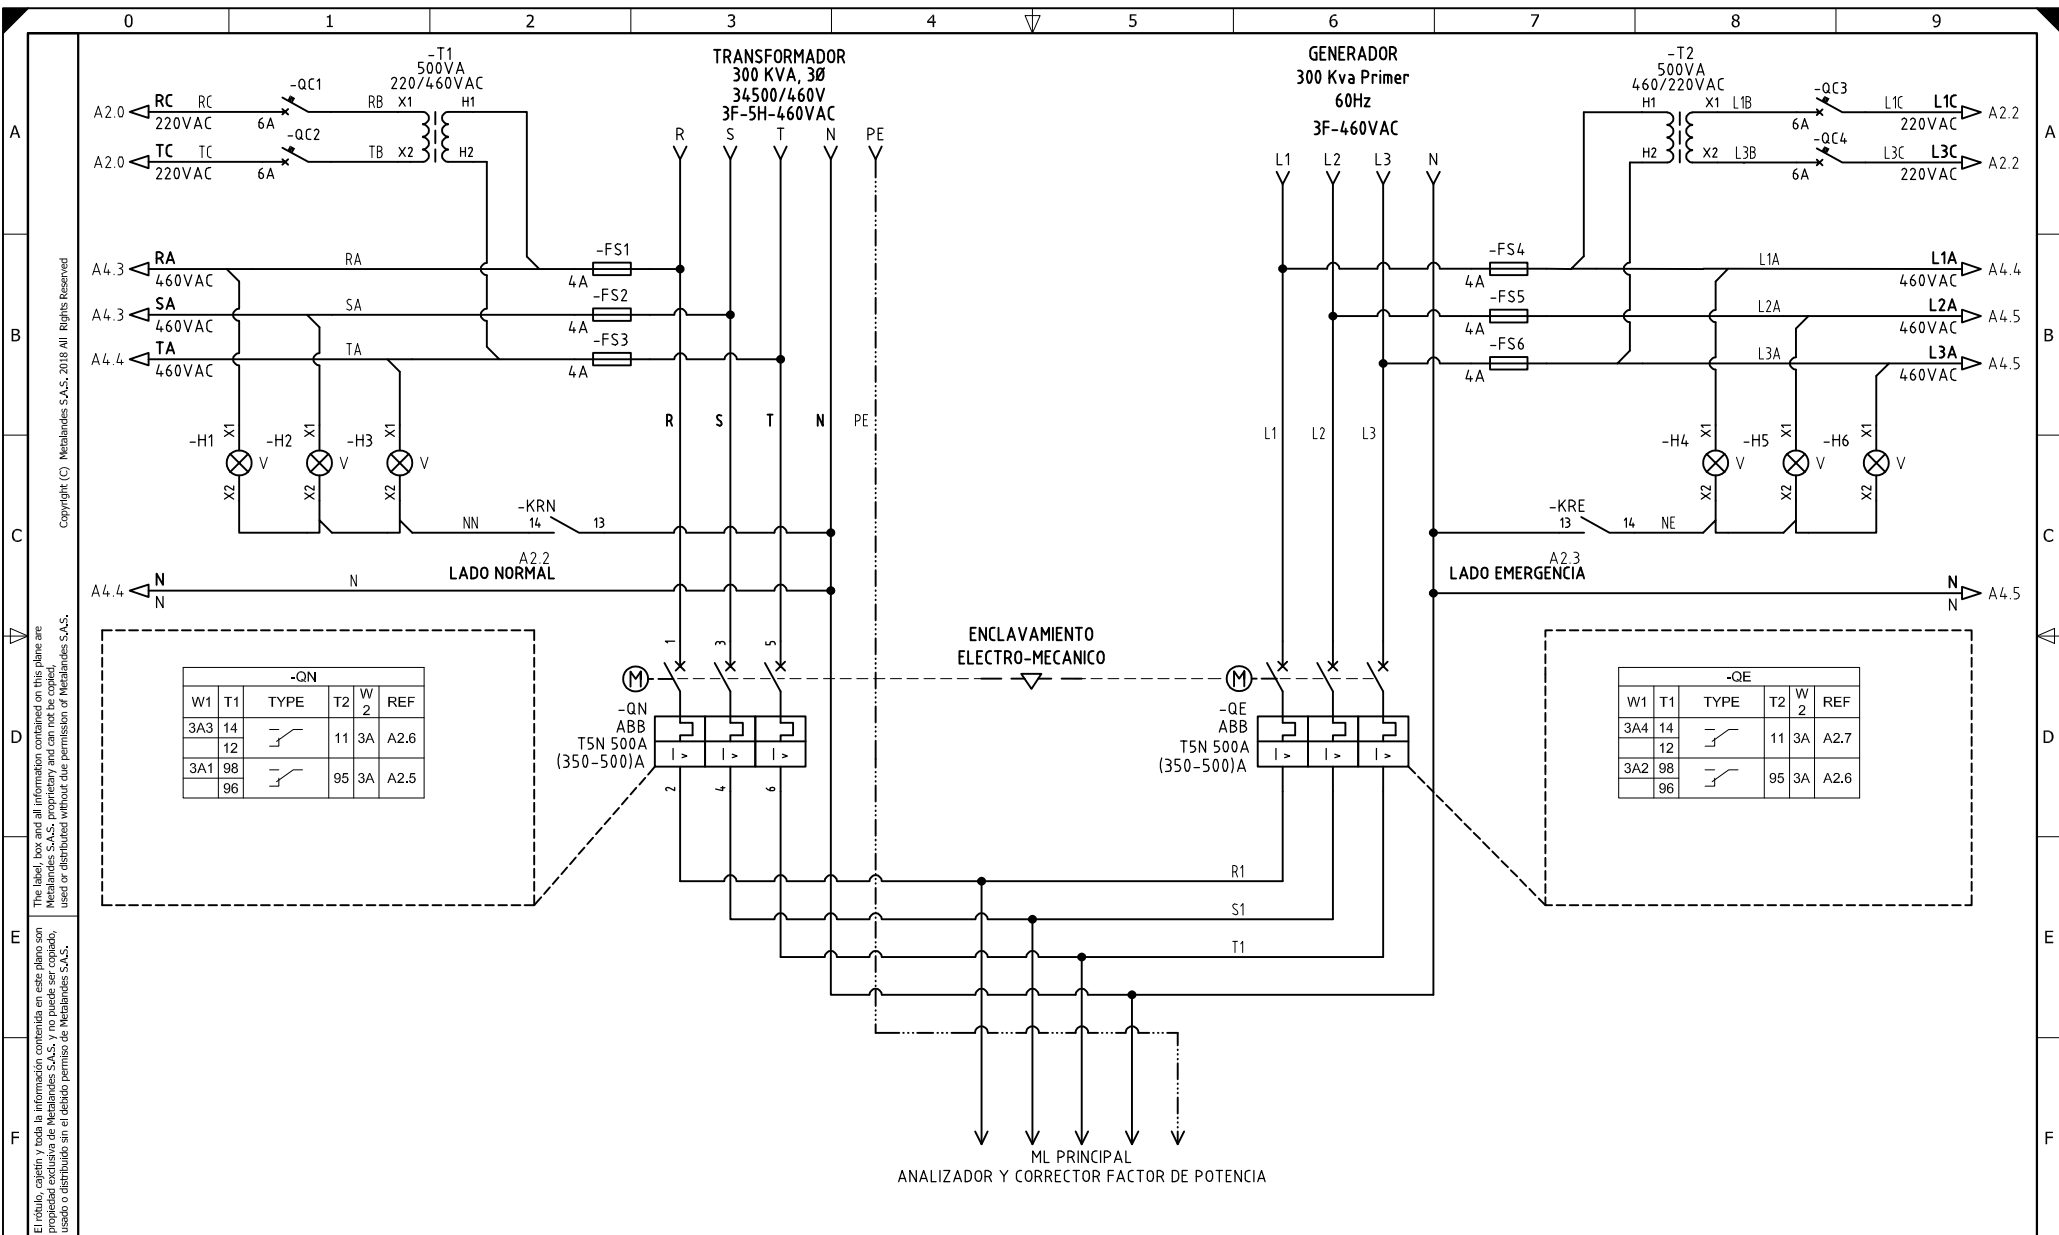 0 1 2 3 4 5 6 7 8 9
A
B
C
D
E
F
A
B
C
D
E
F
Copyright (C) Metalandes S.A.S. 2018 All Rights Reserved
The label, box and all information contained on this plane are
Metalandes S.A.S. proprietary and can not be copied,
used or distributed without due permission of Metalandes S.A.S.
El rótulo, cajetín y toda la información contenida en este plano son
propiedad exclusiva de Metalandes S.A.S. y no puede ser copiado,
usado o distribuido sin el debido permiso de Metalandes S.A.S.
-T1
500VA
220/460VAC
A2.0 RC RC
220VAC
-QC1
6A
RB X1 H1
A2.0 TC TC
220VAC
-QC2
6A
TB X2 H2
TRANSFORMADOR
300 KVA, 3Ø
34500/460V
3F-5H-460VAC
R S T N PE
GENERADOR
300 Kva Primer
60Hz
3F-460VAC
L1 L2 L3 N
-T2
500VA
460/220VAC
H1 X1 L1B
-QC3
6A
L1C L1C A2.2
220VAC
H2 X2 L3B
-QC4
6A
L3C L3C A2.2
220VAC
A4.3 RA RA
460VAC
-FS1
4A
A4.3 SA SA
460VAC
-FS2
4A
A4.4 TA TA
460VAC
-FS3
4A
-FS4
4A
L1A L1A A4.4
460VAC
-FS5
4A
L2A L2A A4.5
460VAC
-FS6
4A
L3A L3A A4.5
460VAC
R S T N PE
L1 L2 L3
-H1 X1 V X2
-H2 X1 V X2
-H3 X1 V X2
-H4 X1 V X2
-H5 X1 V X2
-H6 X1 V X2
NN
-KRN
14 13
A2.2
LADO NORMAL
-KRE
13 14 NE
A2.3
LADO EMERGENCIA
A4.4 N N
N
N A4.5
N
ENCLAVAMIENTO
ELECTRO-MECANICO
1 3 5
M
-QN
ABB
T5N 500A
(350-500)A
I > I > I >
2 4 6
M
-QE
ABB
T5N 500A
(350-500)A
I > I > I >
-QN
W1 T1 TYPE T2 W2 REF
3A3 14 11 3A A2.6
12
3A1 98 95 3A A2.5
96
-QE
W1 T1 TYPE T2 W2 REF
3A4 14 11 3A A2.7
12
3A2 98 95 3A A2.6
96
R1
S1
T1
ML PRINCIPAL
ANALIZADOR Y CORRECTOR FACTOR DE POTENCIA